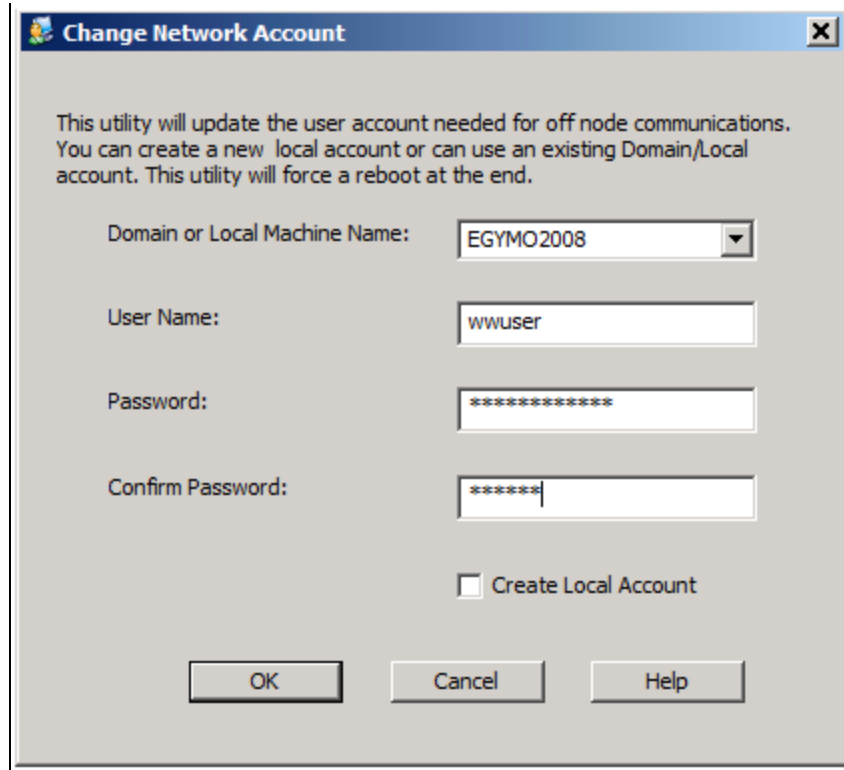 Change Network Account
This utility will update the user account needed for off node communications.
You can create a new local account or can use an existing Domain/Local
account. This utility will force a reboot at the end.
Domain or Local Machine Name: EGYMO2008
User Name: wwuser
Password: ************
Confirm Password: ******
Create Local Account
OK Cancel Help